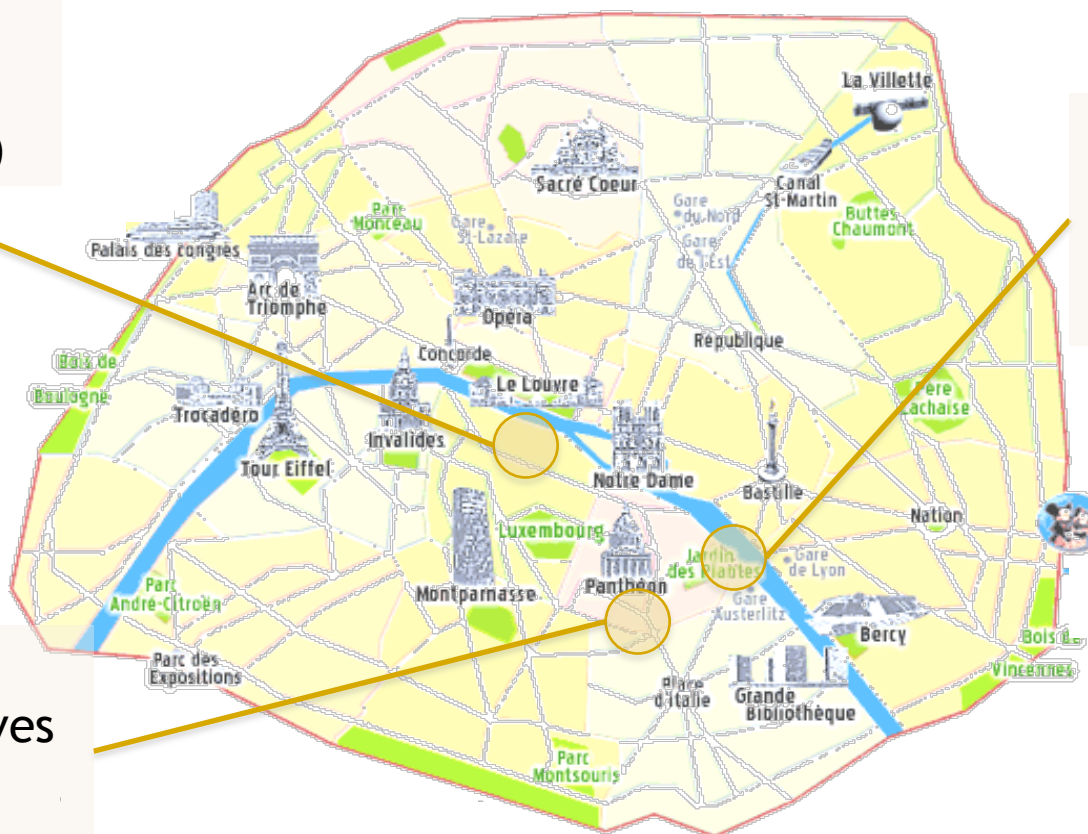 La Villette
)
Sacré Coeur
Canal
St-Martin
Gare
du Nord
Parc
Monceau
Gare
St-Lazare
Buttes
Chaumont
Palais des congrès
Gare
de l'Est
Arc de
Triomphe
Opéra
République
Concorde
Bois de
Boulogne
Le Louvre
Père
Lachaise
Trocadéro
Invalides
Tour Eiffel
Notre Dame
Bastille
Nation
Luxembourg
Jardin
des Plantes
Gare
de Lyon
Panthéon
Montparnasse
Parc
André-Citroën
Gare
Austerlitz
Bercy
Bois
Vincennes
Parc des
Expositions
Place
d'Italie
Grande
Bibliothèque
ves
Parc
Montsouris